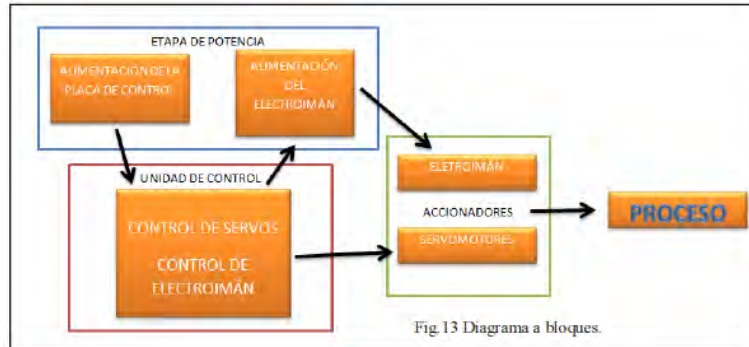 ETAPA DE POTENCIA
ALIMENTACIÓN DE LA
PLACA DE CONTROL
ALIMENTACIÓN
DEL
ELECTROIMÁN
UNIDAD DE CONTROL
CONTROL DE SERVOS
CONTROL DE
ELECTROIMÁN
ELETROIMÁN
ACCIONADORES
SERVOMOTORES
PROCESO
Fig.13 Diagrama a bloques.